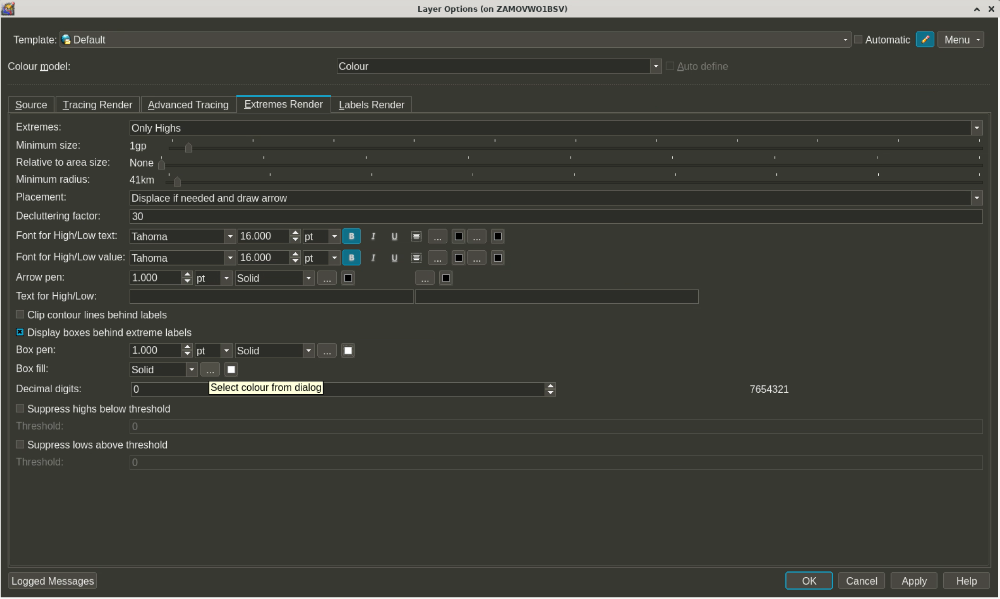 Layer Options (on ZAMOVWO1BSV)
Template: Default Automatic Menu
Colour model: Colour Auto define
Source Tracing Render Advanced Tracing Extremes Render Labels Render
Extremes: Only Highs
Minimum size: 1gp
Relative to area size: None
Minimum radius: 41km
Placement: Displace if needed and draw arrow
Decluttering factor: 30
Font for High/Low text: Tahoma 16.000 pt B I U ... ...
Font for High/Low value: Tahoma 16.000 pt B I U ... ...
Arrow pen: 1.000 pt Solid ... ...
Text for High/Low:
Clip contour lines behind labels
Display boxes behind extreme labels
Box pen: 1.000 pt Solid ...
Box fill: Solid ...
Decimal digits: 0 Select colour from dialog 7654321
Suppress highs below threshold
Threshold: 0
Suppress lows above threshold
Threshold: 0
Logged Messages OK Cancel Apply Help